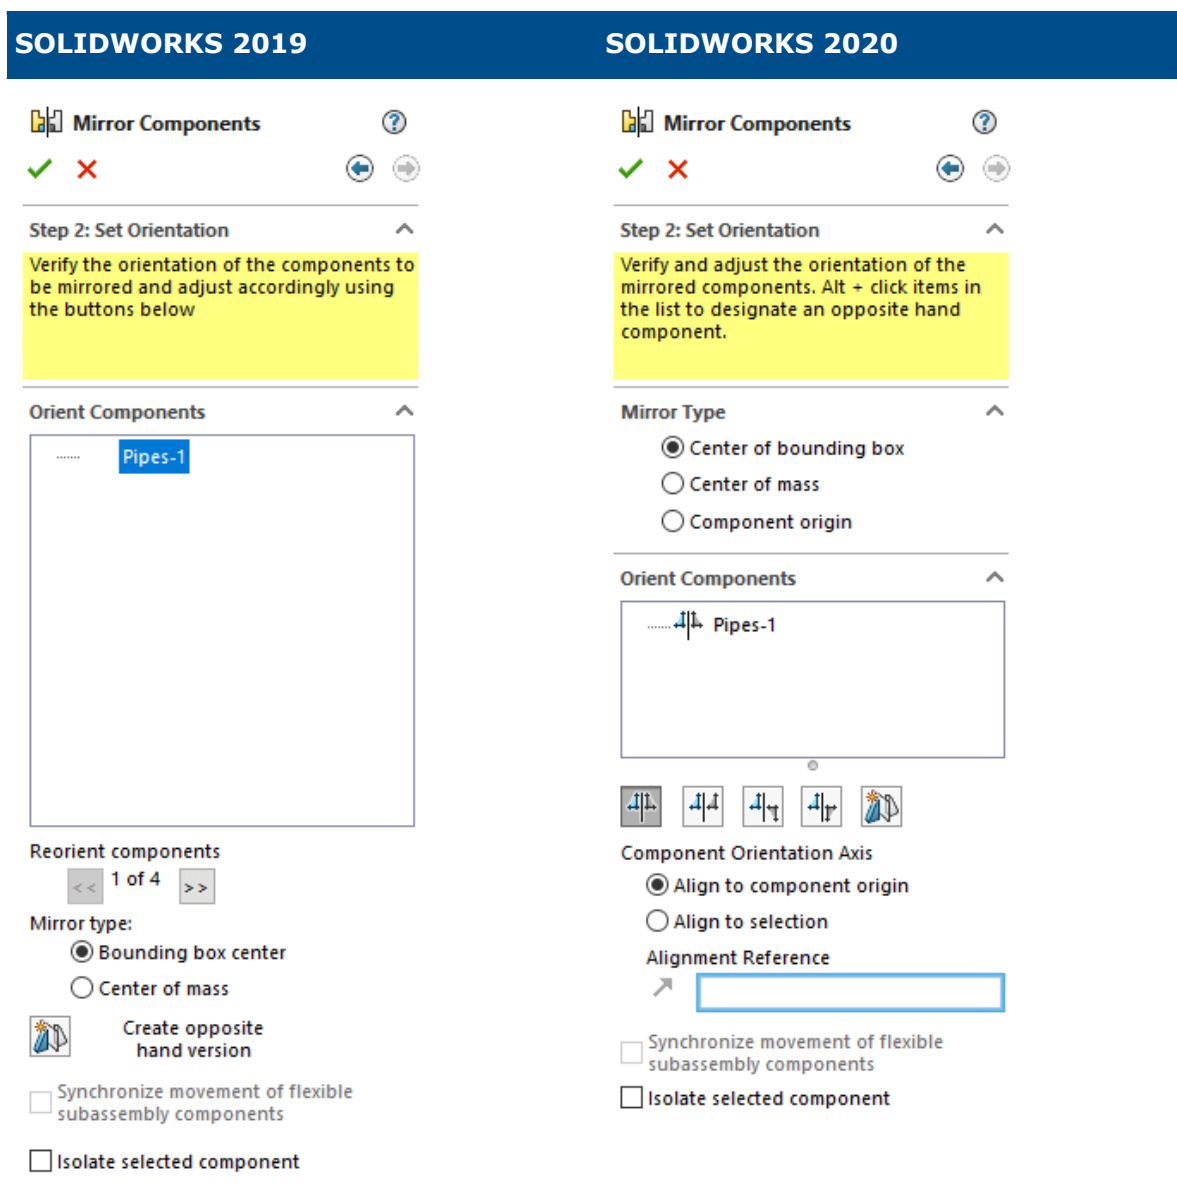 SOLIDWORKS 2019
Mirror Components
Step 2: Set Orientation
Verify the orientation of the components to
be mirrored and adjust accordingly using
the buttons below
Orient Components
Pipes-1
Reorient components
<< 1 of 4 >>
Mirror type:
Bounding box center
Center of mass
Create opposite
hand version
Synchronize movement of flexible
subassembly components
Isolate selected component
SOLIDWORKS 2020
Mirror Components
Step 2: Set Orientation
Verify and adjust the orientation of the
mirrored components. Alt + click items in
the list to designate an opposite hand
component.
Mirror Type
Center of bounding box
Center of mass
Component origin
Orient Components
Pipes-1
Component Orientation Axis
Align to component origin
Align to selection
Alignment Reference
Synchronize movement of flexible
subassembly components
Isolate selected component